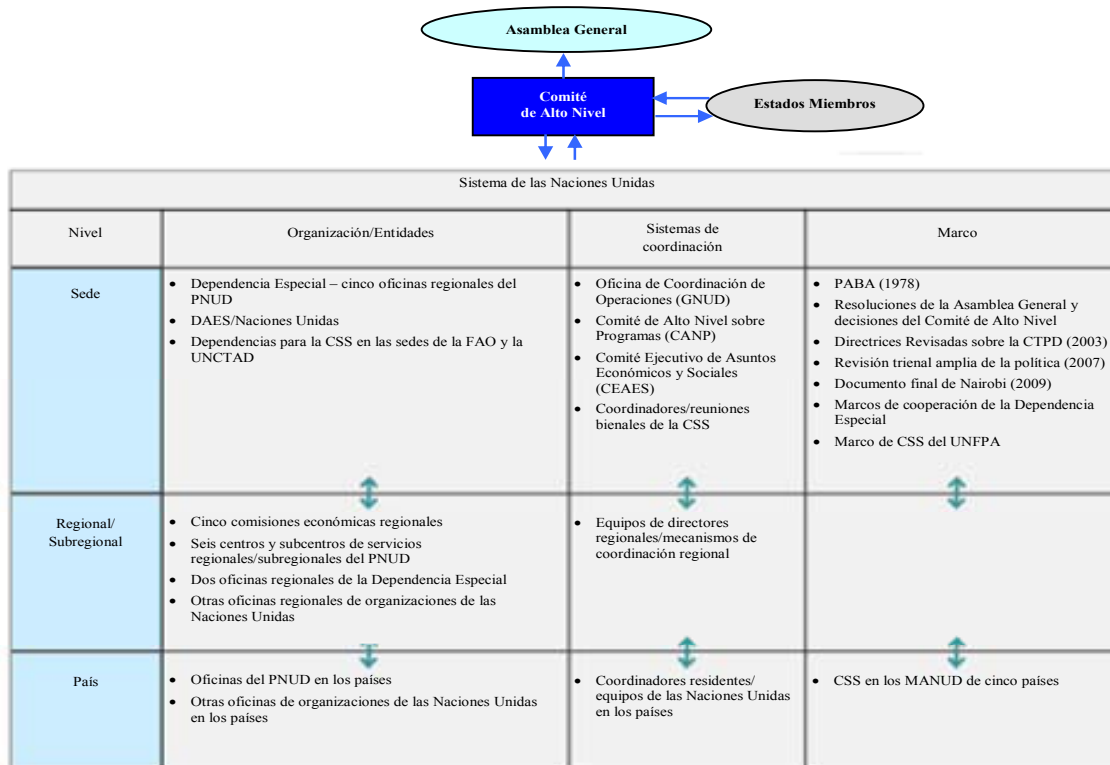 Asamblea General
Comité
de Alto Nivel
Estados Miembros
Sistema de las Naciones Unidas
Nivel
Organización/Entidades
Sistemas de
coordinación
Marco
Sede
• Dependencia Especial – cinco oficinas regionales del
PNUD
• DAES/Naciones Unidas
• Dependencias para la CSS en las sedes de la FAO y la
UNCTAD
• Oficina de Coordinación de
Operaciones (GNUD)
• Comité de Alto Nivel sobre
Programas (CANP)
• Comité Ejecutivo de Asuntos
Económicos y Sociales
(CEAES)
• Coordinadores/reuniones
bienales de la CSS
• PABA (1978)
• Resoluciones de la Asamblea General y
decisiones del Comité de Alto Nivel
• Directrices Revisadas sobre la CTPD (2003)
• Revisión trienal amplia de la política (2007)
• Documento final de Nairobi (2009)
• Marcos de cooperación de la Dependencia
Especial
• Marco de CSS del UNFPA
Regional/
Subregional
• Cinco comisiones económicas regionales
• Seis centros y subcentros de servicios
regionales/subregionales del PNUD
• Dos oficinas regionales de la Dependencia Especial
• Otras oficinas regionales de organizaciones de las
Naciones Unidas
• Equipos de directores
regionales/mecanismos de
coordinación regional
País
• Oficinas del PNUD en los países
• Otras oficinas de organizaciones de las Naciones Unidas
en los países
• Coordinadores residentes/
equipos de las Naciones Unidas
en los países
• CSS en los MANUD de cinco países